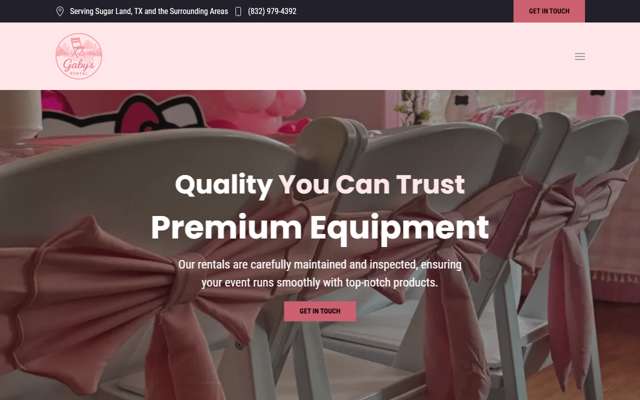 Serving Sugar Land, TX and the Surrounding Areas
(832) 979-4392
GET IN TOUCH
Gaby's
RENTAL
Quality You Can Trust
Premium Equipment
Our rentals are carefully maintained and inspected, ensuring
your event runs smoothly with top-notch products.
GET IN TOUCH